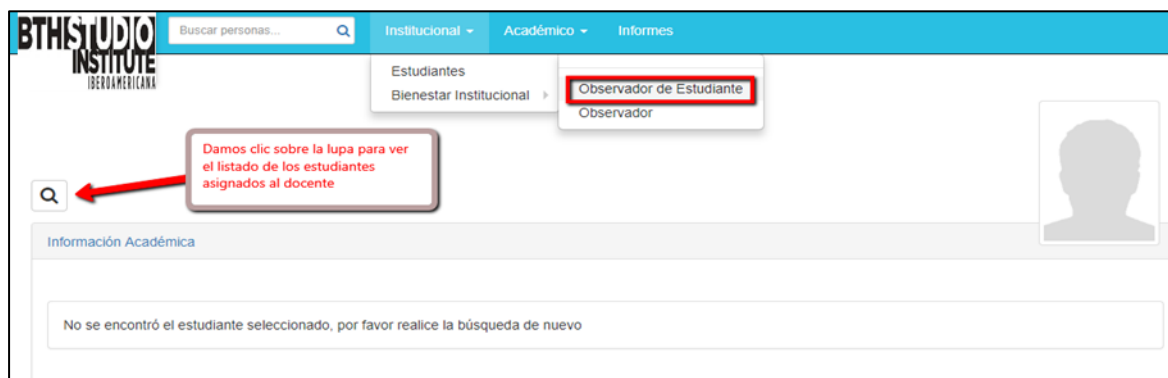 BTHSTUDIO
INSTITUTE
IBEROAMERICANA
Buscar personas...
Institucional
Académico
Informes
Estudiantes
Bienestar Institucional
Observador de Estudiante
Observador
Damos clic sobre la lupa para ver
el listado de los estudiantes
asignados al docente
Información Académica
No se encontró el estudiante seleccionado, por favor realice la búsqueda de nuevo